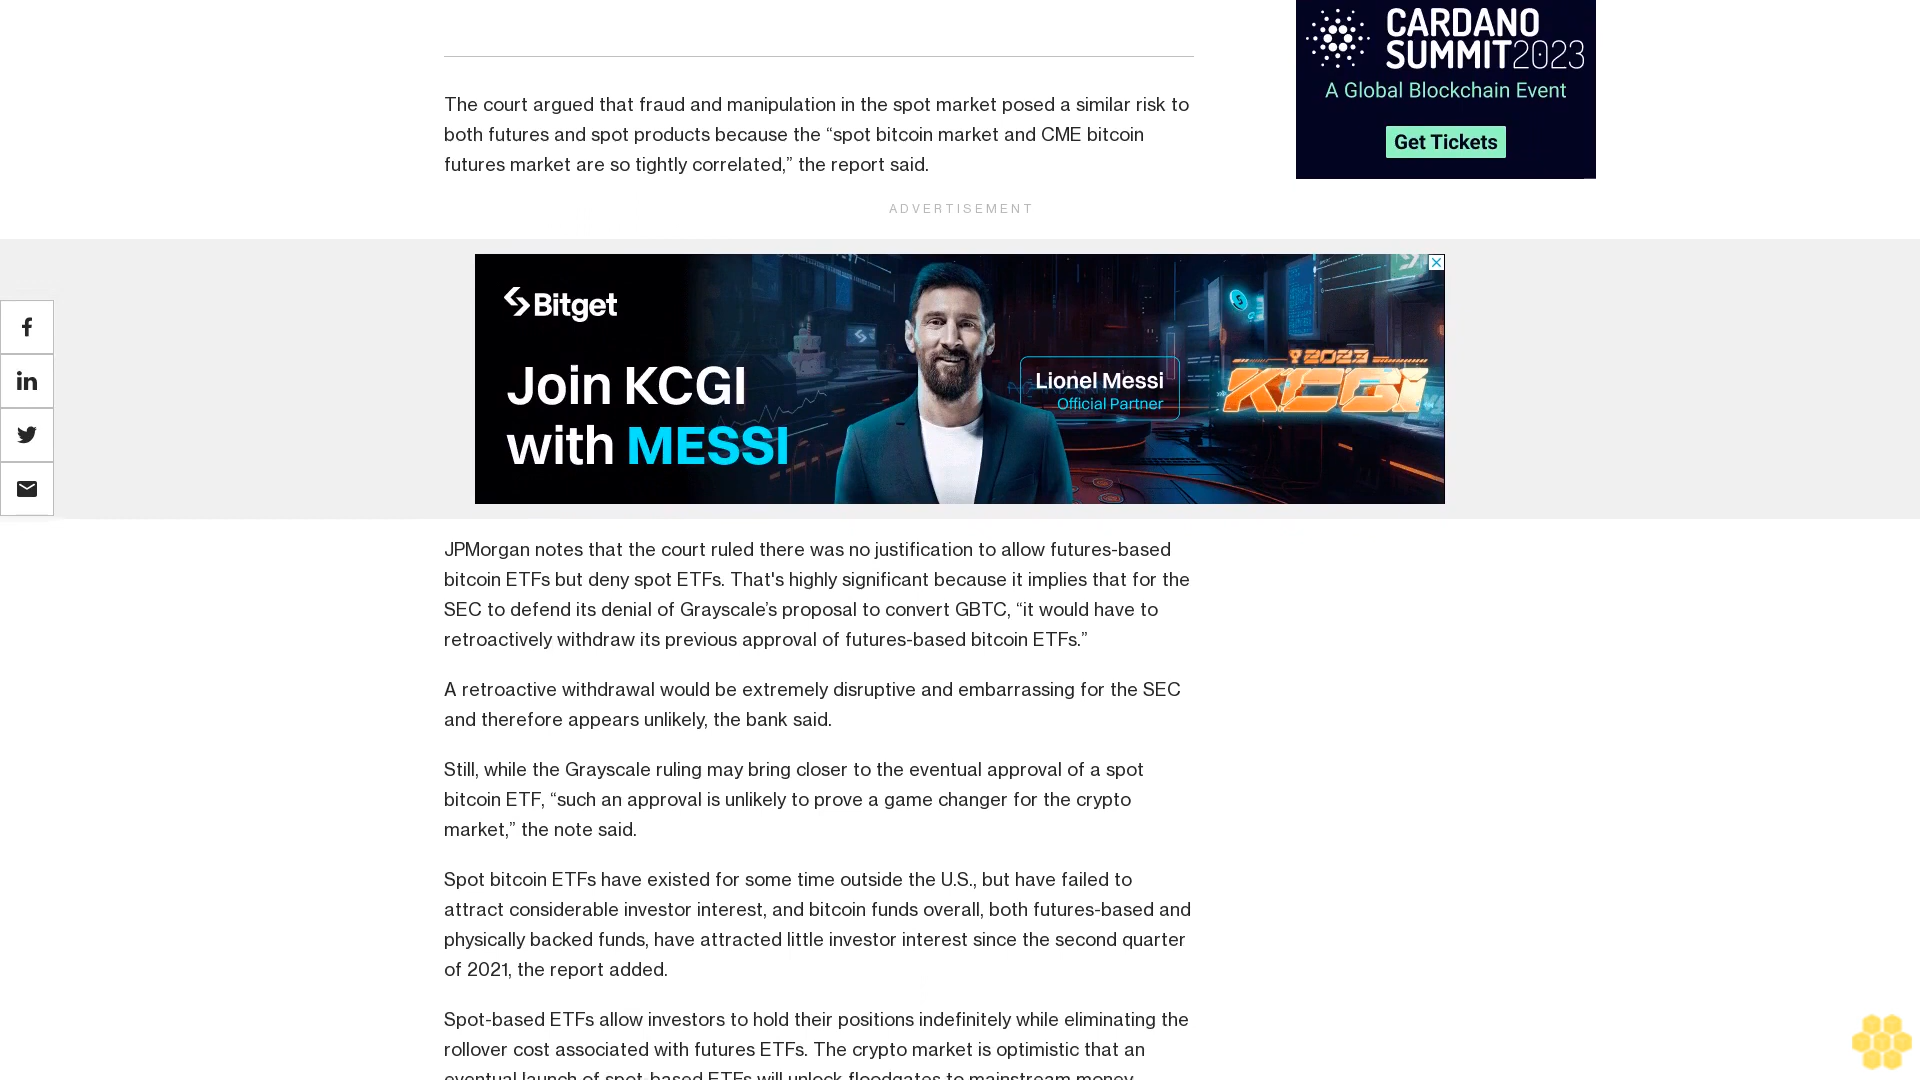 CARDANO
SUMMIT2023
A Global Blockchain Event
Get Tickets
The court argued that fraud and manipulation in the spot market posed a similar risk to
both futures and spot products because the “spot bitcoin market and CME bitcoin
futures market are so tightly correlated,” the report said.
ADVERTISEMENT
Bitget
Join KCGI
with MESSI
Lionel Messi
Official Partner
2023
KCGI
JPMorgan notes that the court ruled there was no justification to allow futures-based
bitcoin ETFs but deny spot ETFs. That's highly significant because it implies that for the
SEC to defend its denial of Grayscale’s proposal to convert GBTC, “it would have to
retroactively withdraw its previous approval of futures-based bitcoin ETFs.”
A retroactive withdrawal would be extremely disruptive and embarrassing for the SEC
and therefore appears unlikely, the bank said.
Still, while the Grayscale ruling may bring closer to the eventual approval of a spot
bitcoin ETF, “such an approval is unlikely to prove a game changer for the crypto
market,” the note said.
Spot bitcoin ETFs have existed for some time outside the U.S., but have failed to
attract considerable investor interest, and bitcoin funds overall, both futures-based and
physically backed funds, have attracted little investor interest since the second quarter
of 2021, the report added.
Spot-based ETFs allow investors to hold their positions indefinitely while eliminating the
rollover cost associated with futures ETFs. The crypto market is optimistic that an
eventual launch of spot-based ETFs will unlock floodgates to mainstream money